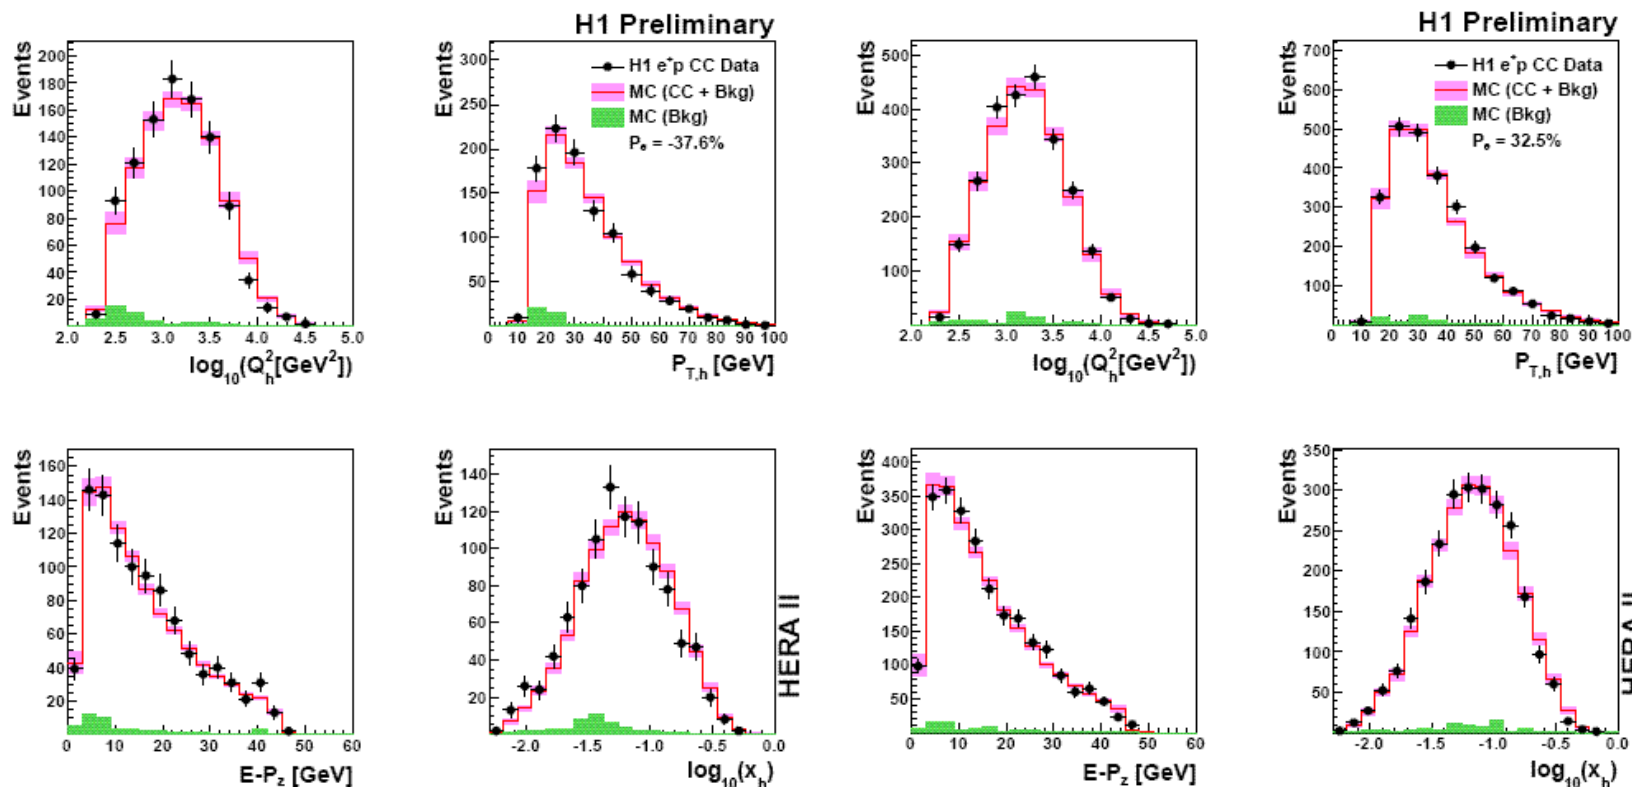 H1 Preliminary
H1 Preliminary
Events
200
180
160
140
120
100
80
60
40
20
2.0 2.5 3.0 3.5 4.0 4.5 5.0
log₁₀(Q²ₕ[GeV²])
Events
300
250
200
150
100
50
0 10 20 30 40 50 60 70 80 90 100
P_T,h [GeV]
H1 e⁺p CC Data
MC (CC + Bkg)
MC (Bkg)
Pₑ = -37.6%
Events
500
400
300
200
100
2.0 2.5 3.0 3.5 4.0 4.5 5.0
log₁₀(Q²ₕ[GeV²])
Events
700
600
500
400
300
200
100
0 10 20 30 40 50 60 70 80 90 100
P_T,h [GeV]
H1 e⁺p CC Data
MC (CC + Bkg)
MC (Bkg)
Pₑ = 32.5%
Events
160
140
120
100
80
60
40
20
0 10 20 30 40 50 60
E-P_z [GeV]
Events
140
120
100
80
60
40
20
-2.0 -1.5 -1.0 -0.5 0.0
log₁₀(xₕ)
HERA II
Events
400
350
300
250
200
150
100
50
0 10 20 30 40 50 60
E-P_z [GeV]
Events
350
300
250
200
150
100
50
-2.0 -1.5 -1.0 -0.5 0.0
log₁₀(xₕ)
HERA II